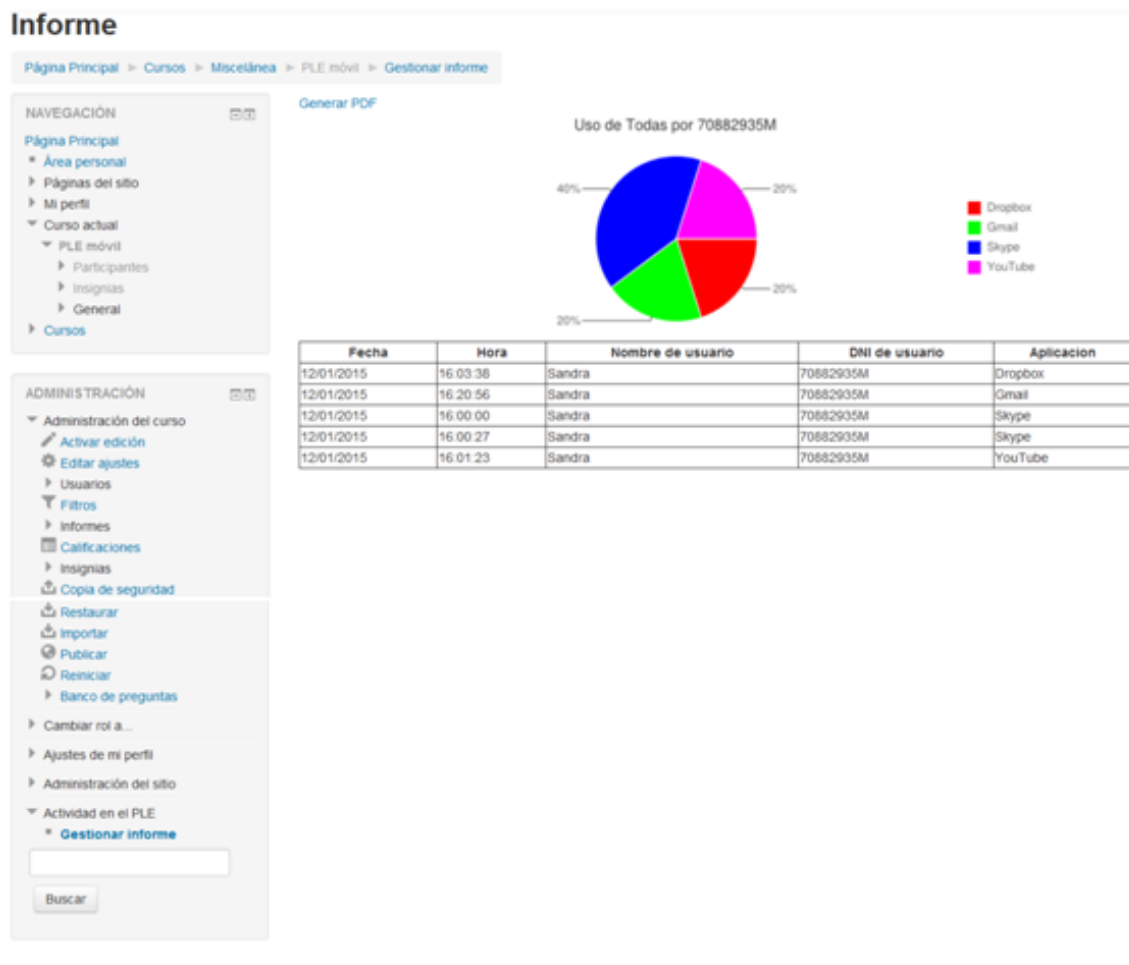 Informe
Página Principal ► Cursos ► Miscelánea ► PLE móvil ► Gestionar informe
NAVEGACIÓN
Página Principal
Área personal
Páginas del sitio
Mi perfil
Curso actual
PLE móvil
Participantes
Insignias
General
Cursos
ADMINISTRACIÓN
Administración del curso
Activar edición
Editar ajustes
Usuarios
Filtros
Informes
Calificaciones
Insignias
Copia de seguridad
Restaurar
Importar
Publicar
Reiniciar
Banco de preguntas
Cambiar rol a...
Ajustes de mi perfil
Administración del sitio
Actividad en el PLE
Gestionar informe
Buscar
Generar PDF
Uso de Todas por 70882935M
40%
20%
20%
20%
Dropbox
Gmail
Skype
YouTube
Fecha Hora Nombre de usuario DNI de usuario Aplicacion
12/01/2015 16:03:38 Sandra 70882935M Dropbox
12/01/2015 16:20:56 Sandra 70882935M Gmail
12/01/2015 16:00:00 Sandra 70882935M Skype
12/01/2015 16:00:27 Sandra 70882935M Skype
12/01/2015 16:01:23 Sandra 70882935M YouTube